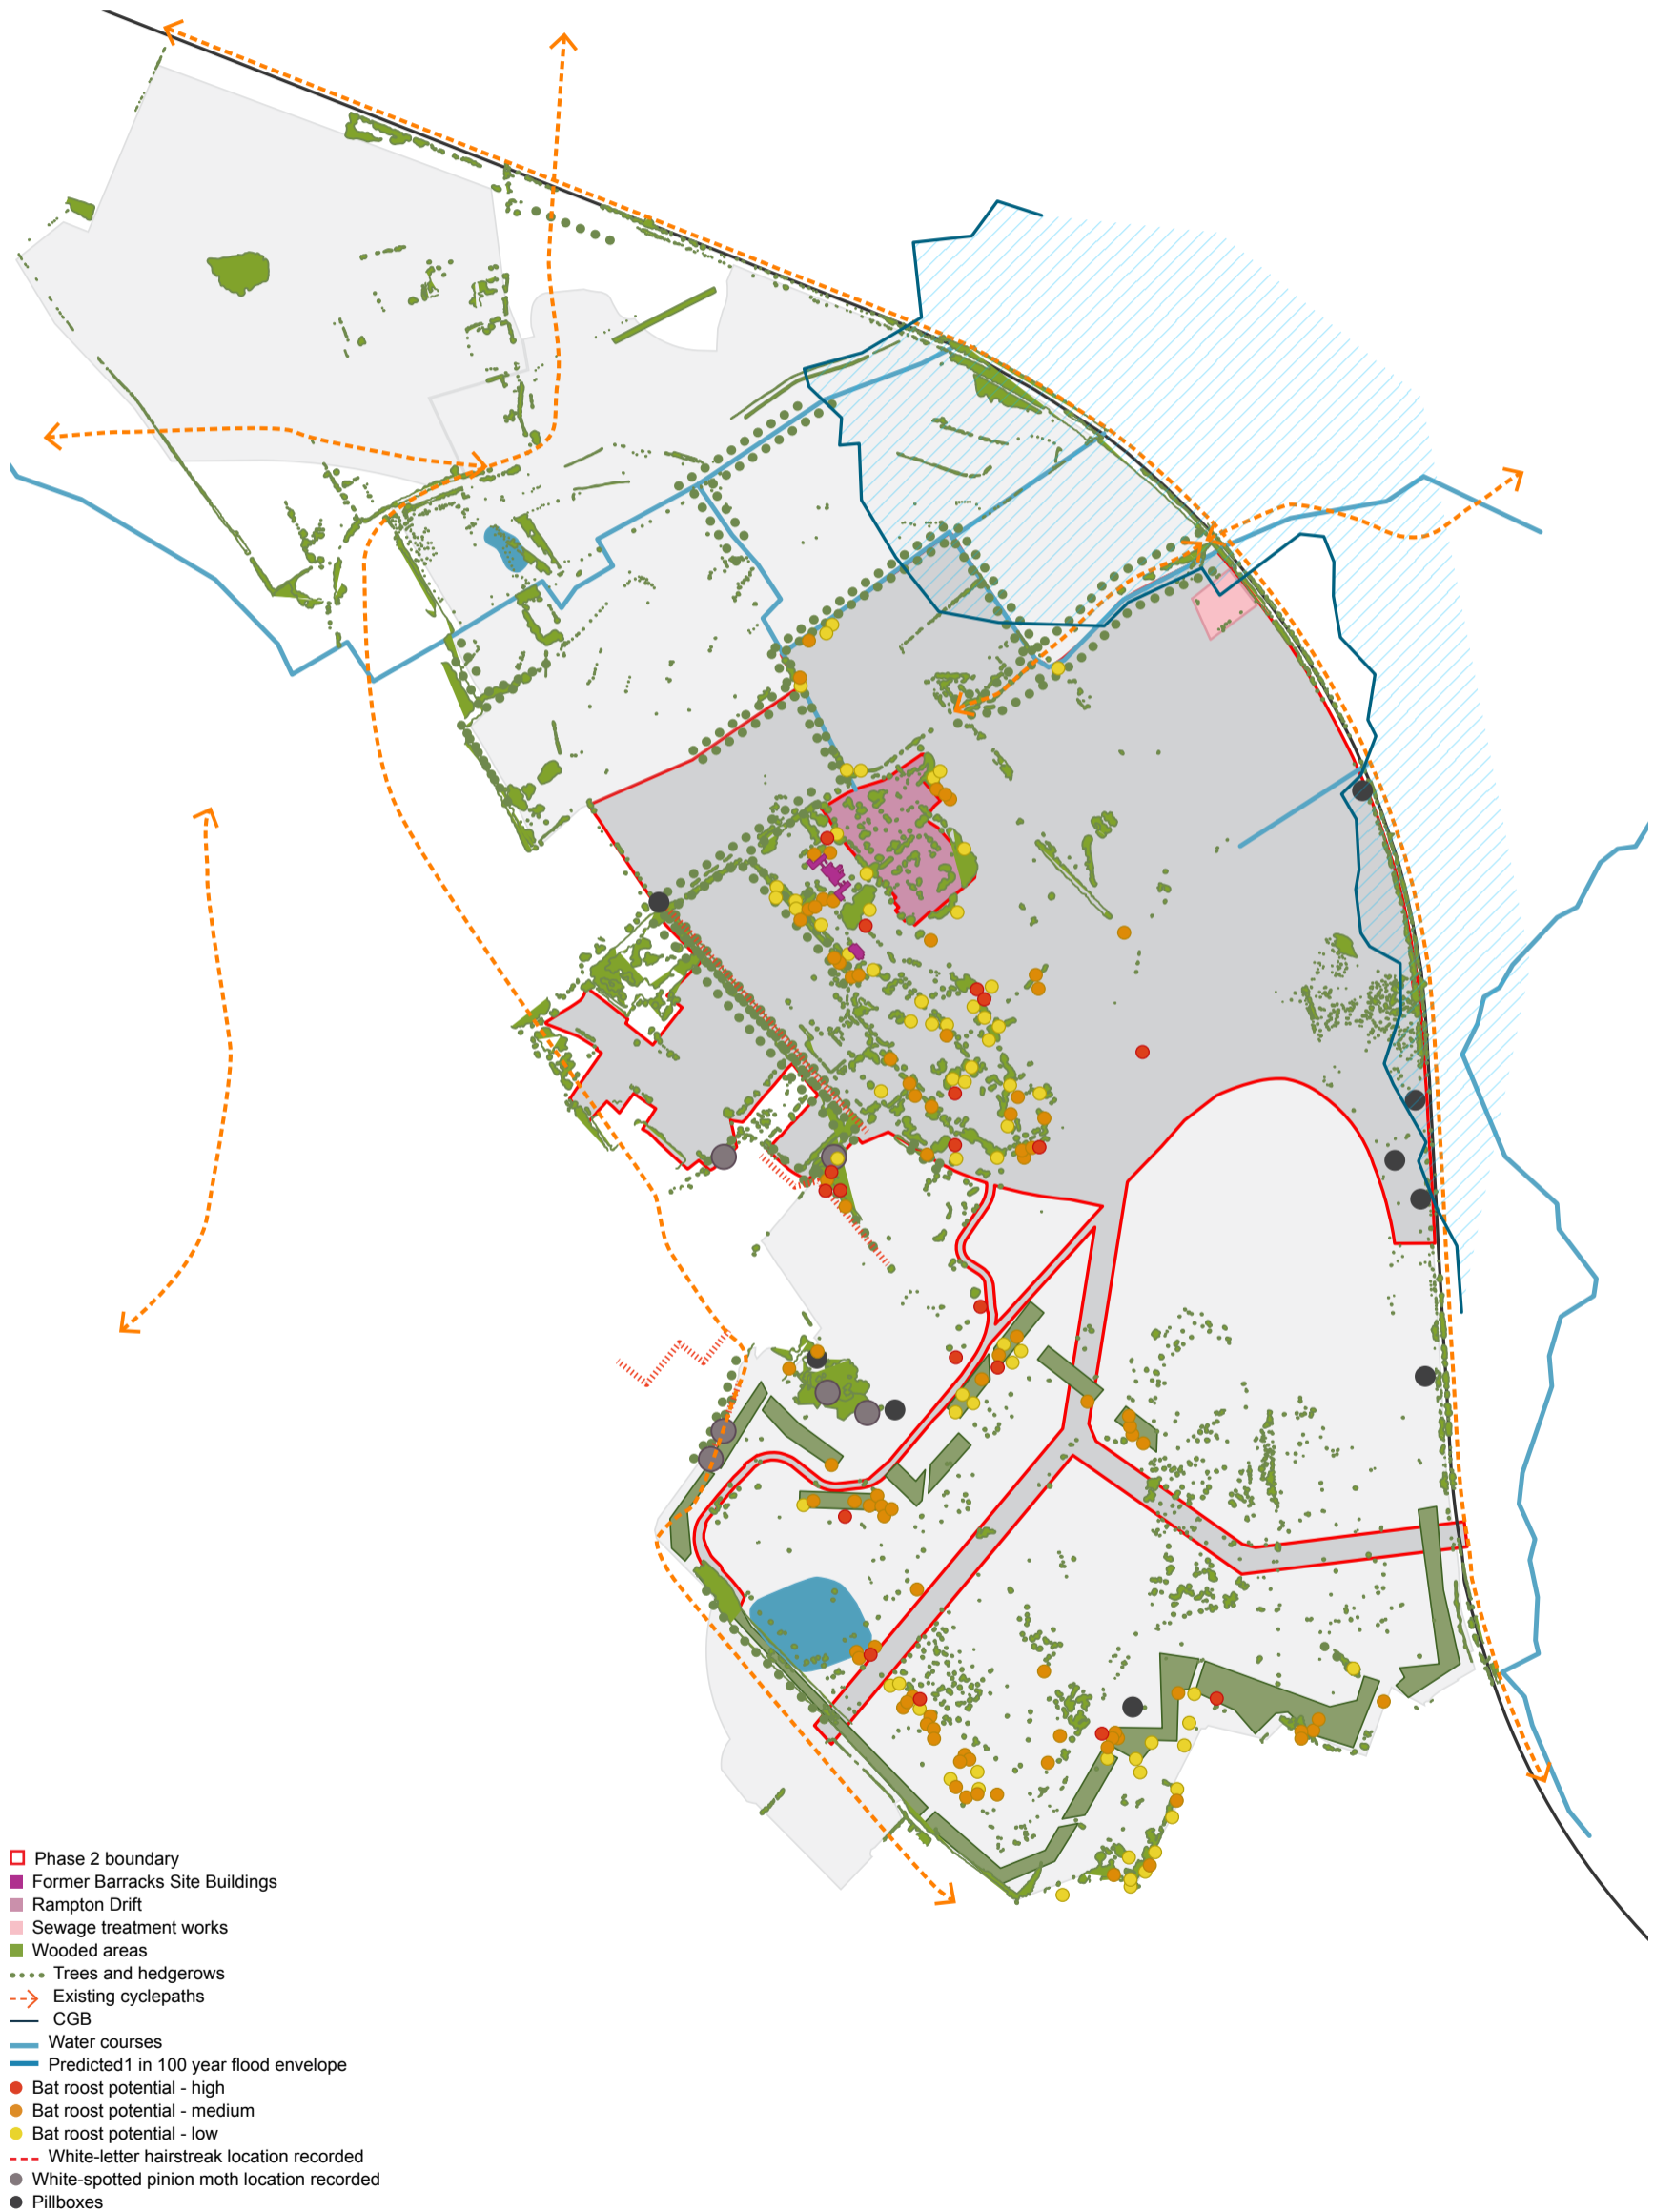 Phase 2 boundary
Former Barracks Site Buildings
Rampton Drift
Sewage treatment works
Wooded areas
Trees and hedgerows
Existing cyclepaths
CGB
Water courses
Predicted1 in 100 year flood envelope
Bat roost potential - high
Bat roost potential - medium
Bat roost potential - low
White-letter hairstreak location recorded
White-spotted pinion moth location recorded
Pillboxes